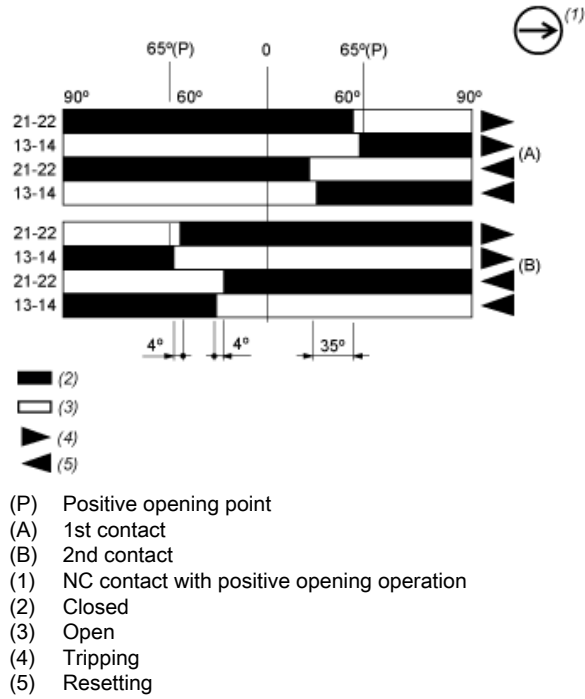 (1)
65º(P) 0 65º(P)
90º 60º 60º 90º
21-22
13-14
(A)
21-22
13-14
21-22
13-14
(B)
21-22
13-14
4º 4º 35º
(2)
(3)
(4)
(5)
(P) Positive opening point
(A) 1st contact
(B) 2nd contact
(1) NC contact with positive opening operation
(2) Closed
(3) Open
(4) Tripping
(5) Resetting